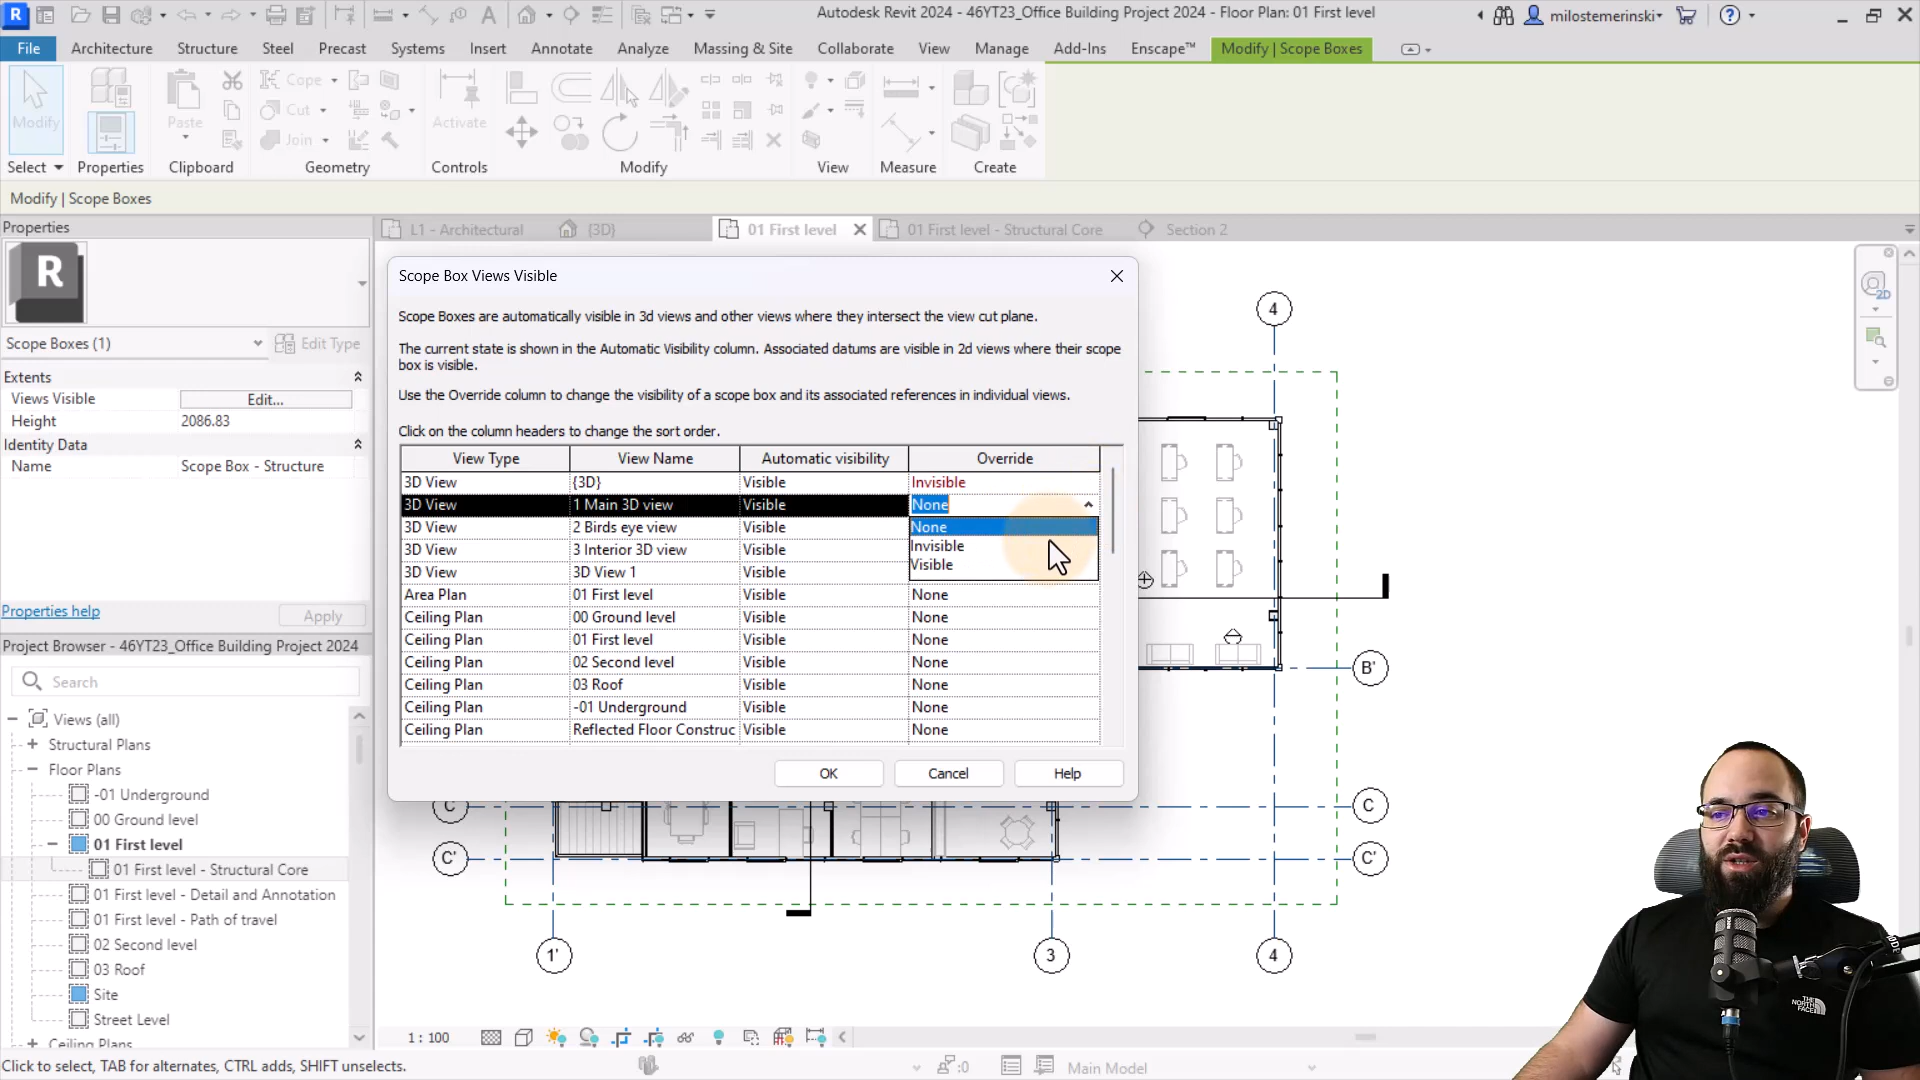 Autodesk Revit 2024 - 46YT23_Office Building Project 2024 - Floor Plan: 01 First level
milostemerinski
File Architecture Structure Steel Precast Systems Insert Annotate Analyze Massing & Site Collaborate View Manage Add-Ins Enscape™ Modify | Scope Boxes
Modify
Paste
Cope
Cut
Join
Activate
Select Properties Clipboard Geometry Controls Modify View Measure Create
Modify | Scope Boxes
Properties
L1 - Architectural {3D} 01 First level 01 First level - Structural Core Section 2
R
Scope Boxes (1) Edit Type
Extents
Views Visible Edit...
Height 2086.83
Identity Data
Name Scope Box - Structure
Properties help Apply
Scope Box Views Visible
Scope Boxes are automatically visible in 3d views and other views where they intersect the view cut plane.
The current state is shown in the Automatic Visibility column. Associated datums are visible in 2d views where their scope
box is visible.
Use the Override column to change the visibility of a scope box and its associated references in individual views.
Click on the column headers to change the sort order.
View Type View Name Automatic visibility Override
3D View {3D} Visible Invisible
3D View 1 Main 3D view Visible None
3D View 2 Birds eye view Visible
3D View 3 Interior 3D view Visible
3D View 3D View 1 Visible
None
Invisible
Visible
Area Plan 01 First level Visible None
Ceiling Plan 00 Ground level Visible None
Ceiling Plan 01 First level Visible None
Ceiling Plan 02 Second level Visible None
Ceiling Plan 03 Roof Visible None
Ceiling Plan -01 Underground Visible None
Ceiling Plan Reflected Floor Construc Visible None
OK Cancel Help
Project Browser - 46YT23_Office Building Project 2024
Search
Views (all)
Structural Plans
Floor Plans
-01 Underground
00 Ground level
01 First level
01 First level - Structural Core
01 First level - Detail and Annotation
01 First level - Path of travel
02 Second level
03 Roof
Site
Street Level
Ceiling Plans
4
B'
C C
C' C'
1' 3 4
2D
1 : 100
Click to select, TAB for alternates, CTRL adds, SHIFT unselects.
:0
Main Model
THE
NORTH
FACE